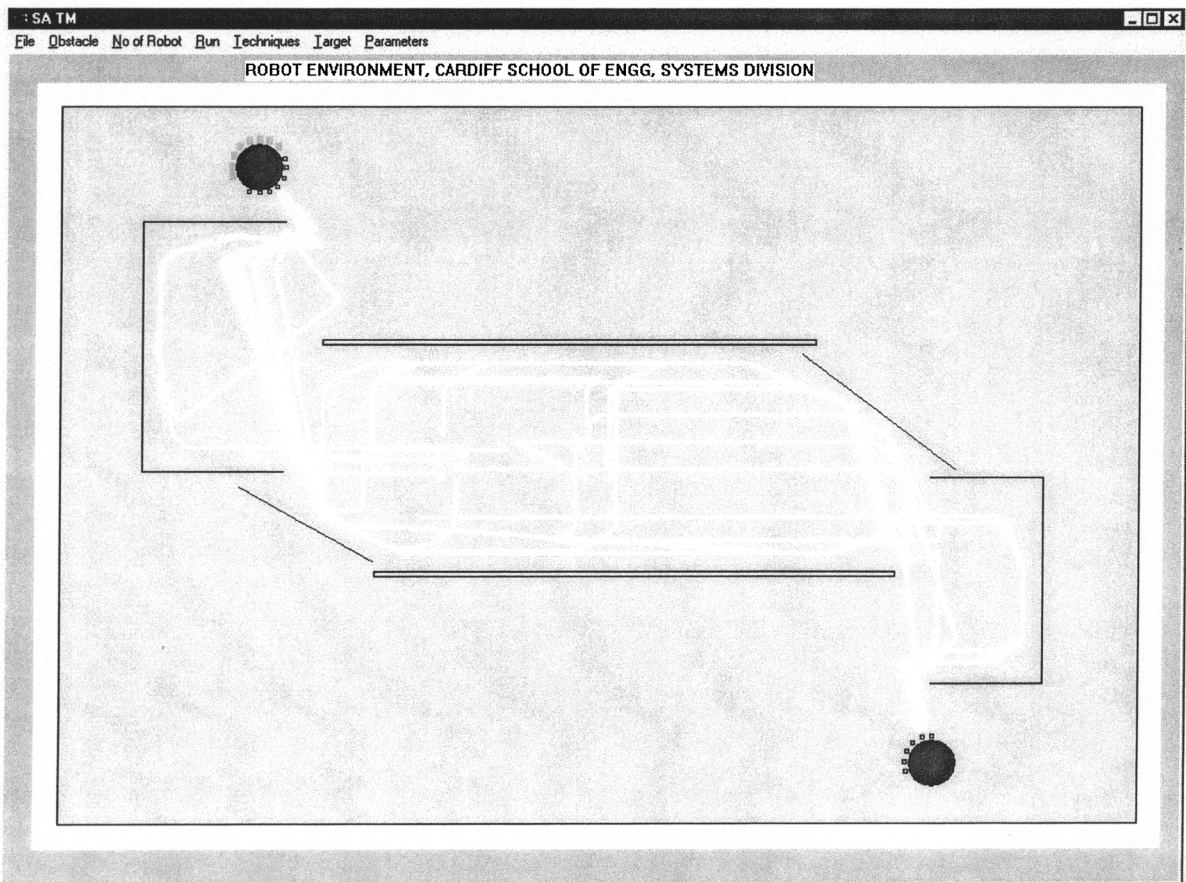 : SA TM
File Obstacle No of Robot Run Techniques Target Parameters
ROBOT ENVIRONMENT, CARDIFF SCHOOL OF ENGG, SYSTEMS DIVISION